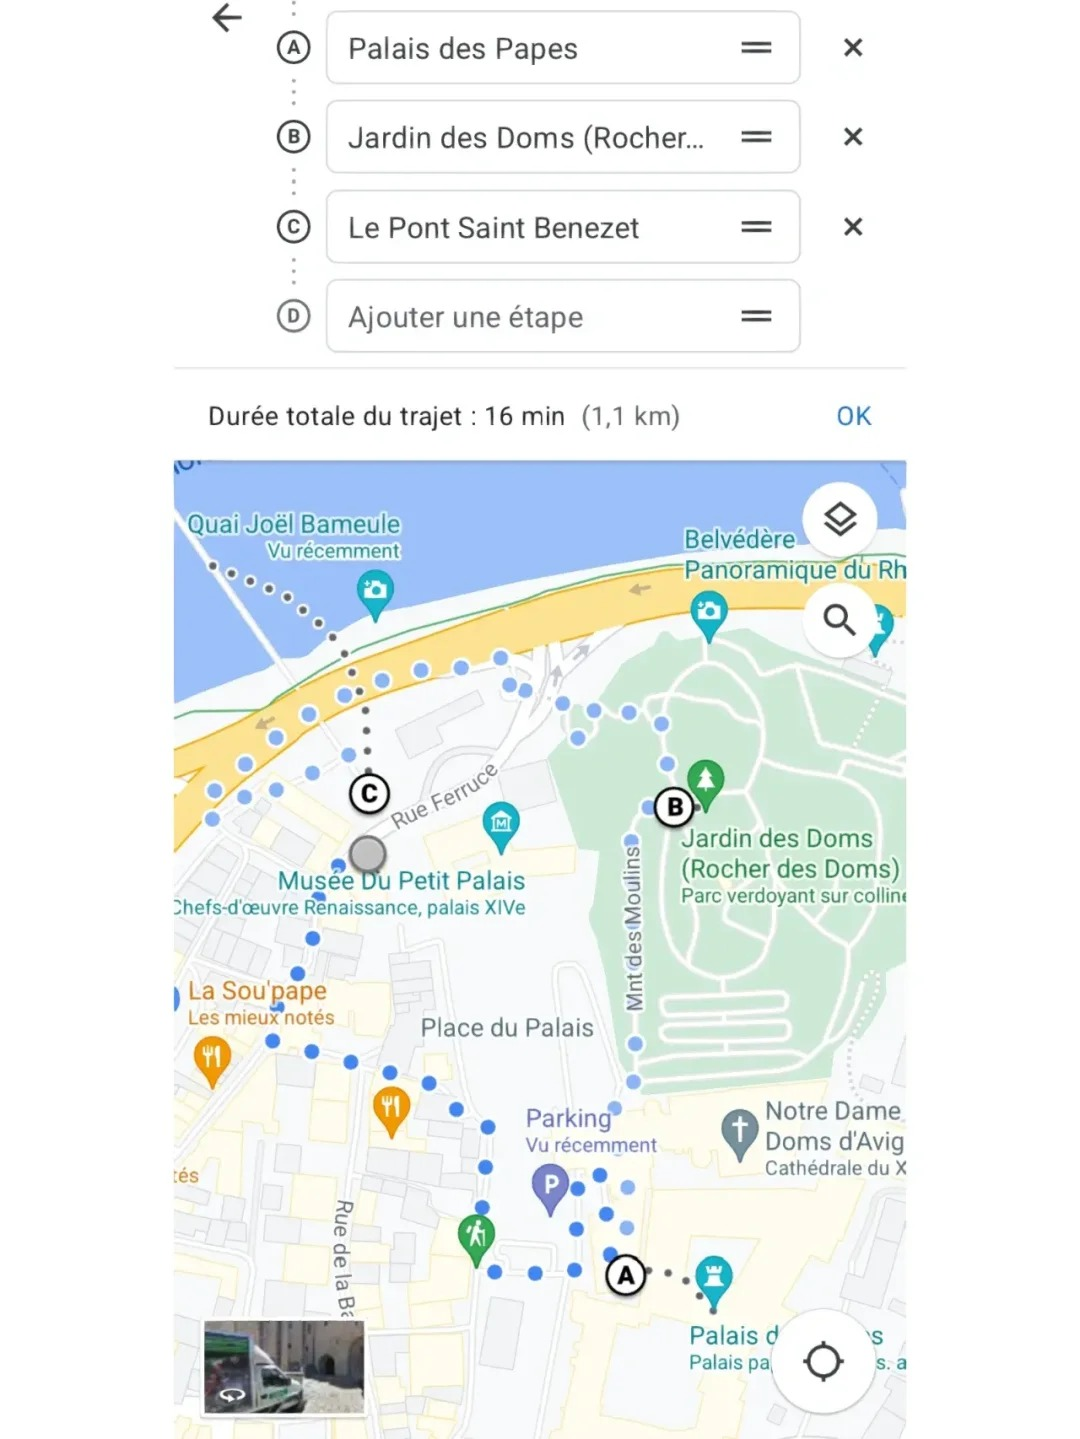 A
Palais des Papes
B
Jardin des Doms (Rocher...
C
Le Pont Saint Benezet
D
Ajouter une étape
Durée totale du trajet : 16 min (1,1 km)
OK
Quai Joël Bameule
Vu récemment
Belvédère
Panoramique du Rh
C
Rue Ferruce
B
Jardin des Doms
(Rocher des Doms)
Parc verdoyant sur colline
Musée Du Petit Palais
Chefs-d'œuvre Renaissance, palais XIVe
Mnt des Moulins
La Sou'pape
Les mieux notés
Place du Palais
Parking
Vu récemment
P
Notre Dame
Doms d'Avig
Cathédrale du X
tés
Rue de la Ba
A
Palais d s
Palais pa s. a